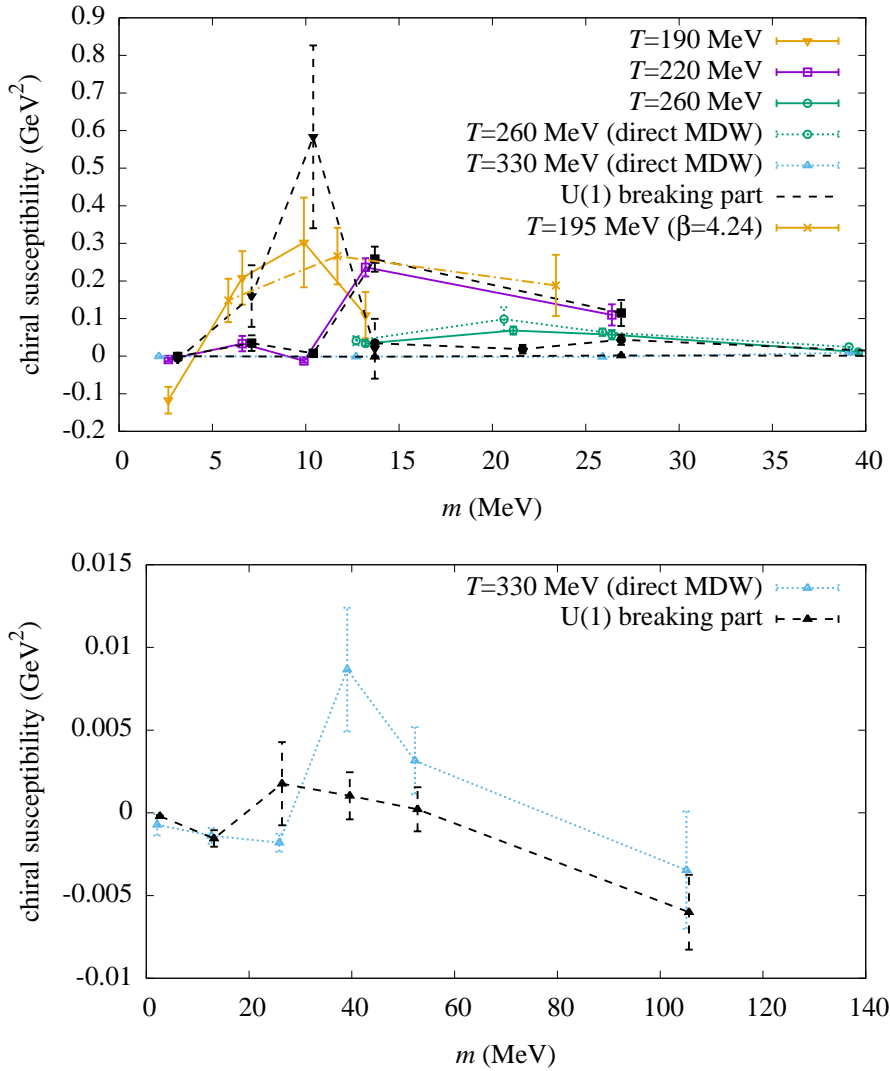 0.9
0.8
0.7
0.6
0.5
0.4
0.3
0.2
0.1
0
-0.1
-0.2
chiral susceptibility (GeV²)
T=190 MeV
T=220 MeV
T=260 MeV
T=260 MeV (direct MDW)
T=330 MeV (direct MDW)
U(1) breaking part
T=195 MeV (β=4.24)
0 5 10 15 20 25 30 35 40
m (MeV)
0.015
0.01
0.005
0
-0.005
-0.01
chiral susceptibility (GeV²)
T=330 MeV (direct MDW)
U(1) breaking part
0 20 40 60 80 100 120 140
m (MeV)